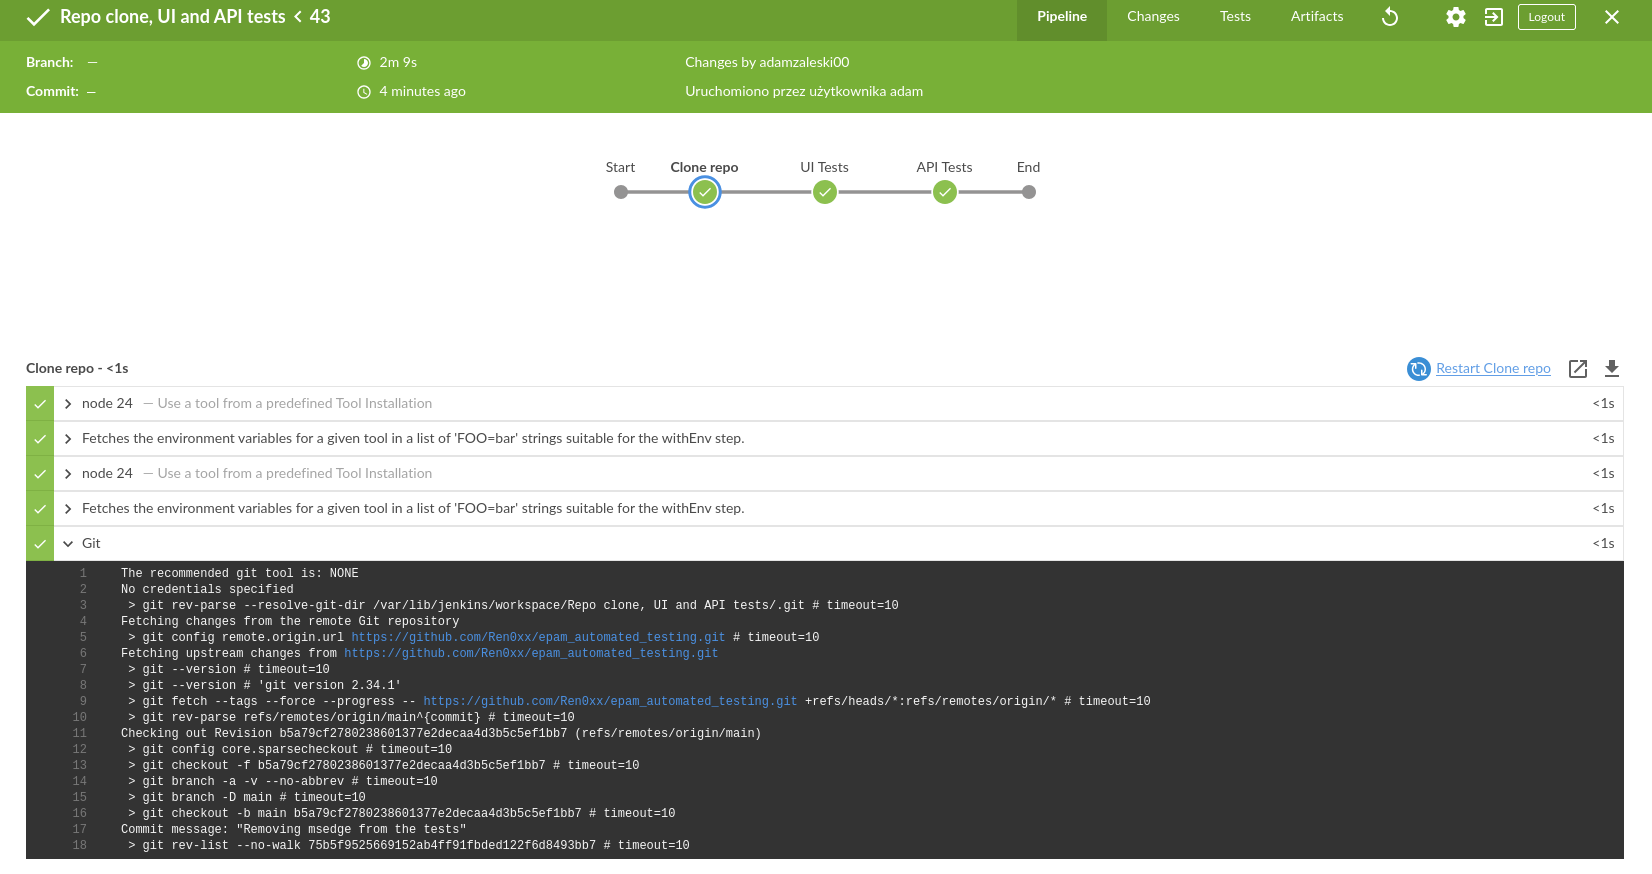 Repo clone, UI and API tests < 43
Pipeline Changes Tests Artifacts Logout
Branch: — 2m 9s Changes by adamzaleski00
Commit: — 4 minutes ago Uruchomiono przez użytkownika adam
Start Clone repo UI Tests API Tests End
Clone repo - <1s Restart Clone repo
node 24 — Use a tool from a predefined Tool Installation <1s
Fetches the environment variables for a given tool in a list of 'FOO=bar' strings suitable for the withEnv step. <1s
node 24 — Use a tool from a predefined Tool Installation <1s
Fetches the environment variables for a given tool in a list of 'FOO=bar' strings suitable for the withEnv step. <1s
Git <1s
1 The recommended git tool is: NONE
2 No credentials specified
3 > git rev-parse --resolve-git-dir /var/lib/jenkins/workspace/Repo clone, UI and API tests/.git # timeout=10
4 Fetching changes from the remote Git repository
5 > git config remote.origin.url https://github.com/Ren0xx/epam_automated_testing.git # timeout=10
6 Fetching upstream changes from https://github.com/Ren0xx/epam_automated_testing.git
7 > git --version # timeout=10
8 > git --version # 'git version 2.34.1'
9 > git fetch --tags --force --progress -- https://github.com/Ren0xx/epam_automated_testing.git +refs/heads/*:refs/remotes/origin/* # timeout=10
10 > git rev-parse refs/remotes/origin/main^{commit} # timeout=10
11 Checking out Revision b5a79cf2780238601377e2decaa4d3b5c5ef1bb7 (refs/remotes/origin/main)
12 > git config core.sparsecheckout # timeout=10
13 > git checkout -f b5a79cf2780238601377e2decaa4d3b5c5ef1bb7 # timeout=10
14 > git branch -a -v --no-abbrev # timeout=10
15 > git branch -D main # timeout=10
16 > git checkout -b main b5a79cf2780238601377e2decaa4d3b5c5ef1bb7 # timeout=10
17 Commit message: "Removing msedge from the tests"
18 > git rev-list --no-walk 75b5f9525669152ab4ff91fbded122f6d8493bb7 # timeout=10